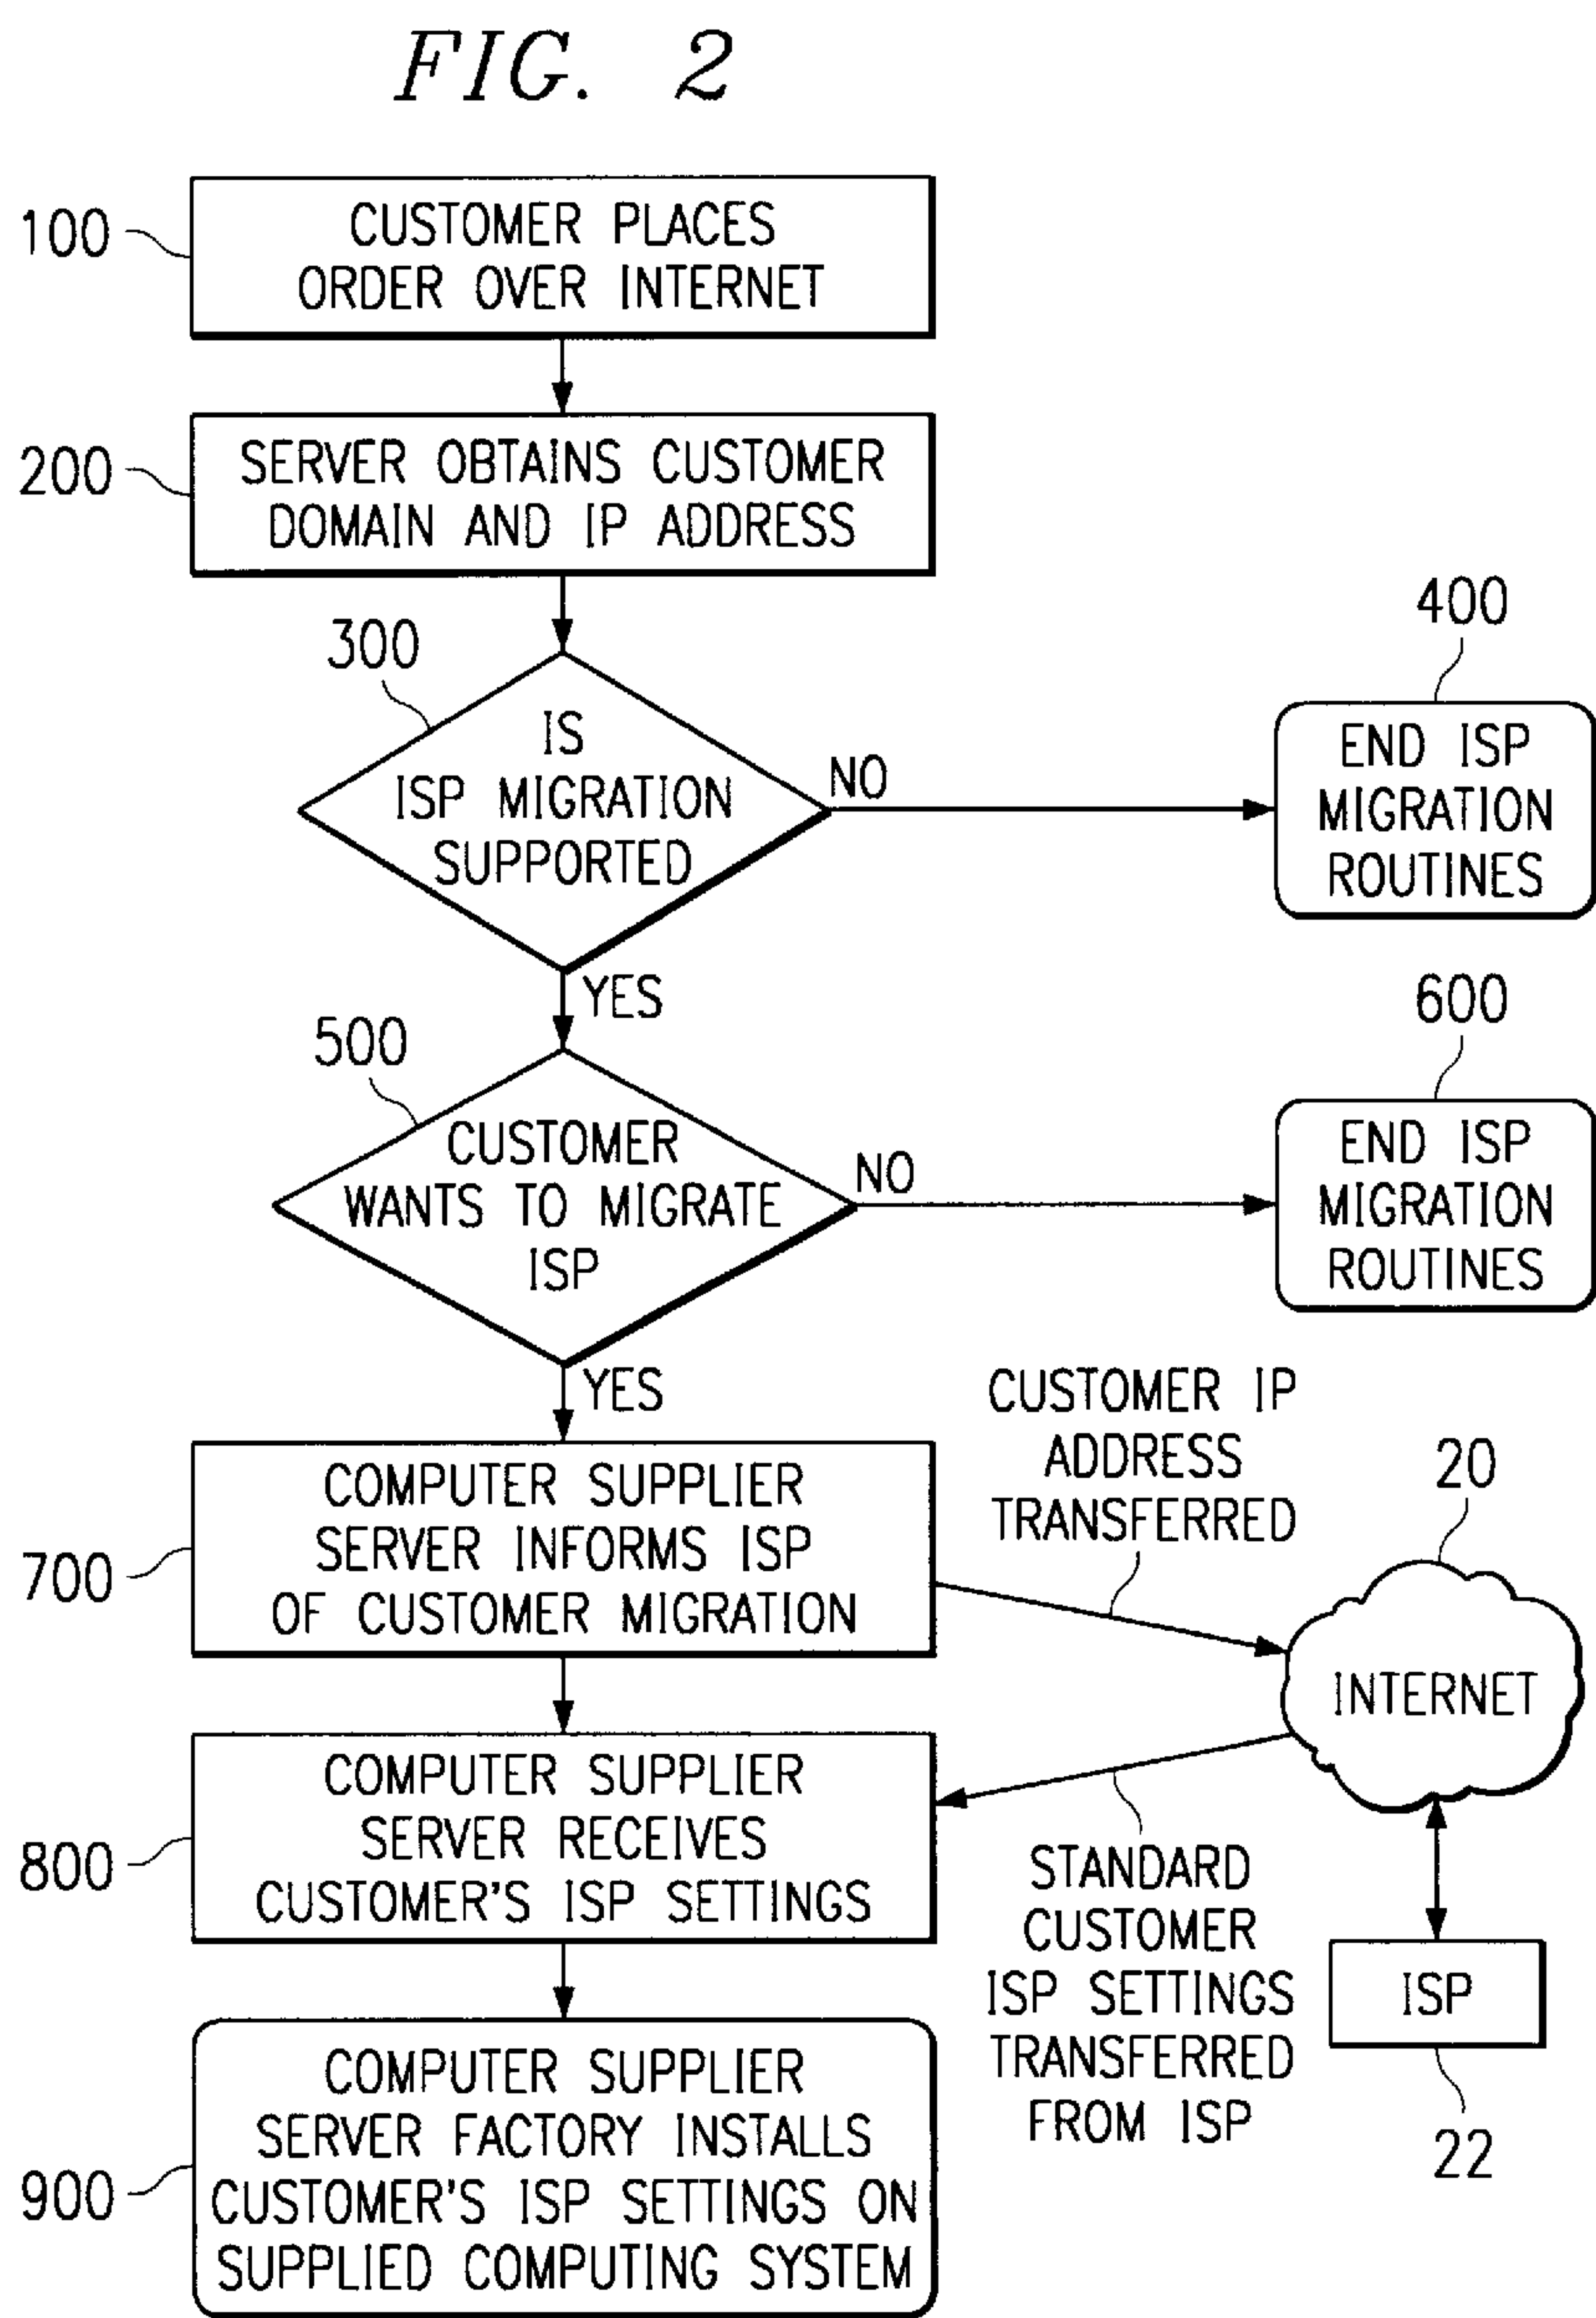 FIG. 2
100
CUSTOMER PLACES
ORDER OVER INTERNET
200
SERVER OBTAINS CUSTOMER
DOMAIN AND IP ADDRESS
300
IS
ISP MIGRATION
SUPPORTED
NO
400
END ISP
MIGRATION
ROUTINES
YES
500
CUSTOMER
WANTS TO MIGRATE
ISP
NO
600
END ISP
MIGRATION
ROUTINES
YES
700
COMPUTER SUPPLIER
SERVER INFORMS ISP
OF CUSTOMER MIGRATION
CUSTOMER IP
ADDRESS
TRANSFERRED
20
INTERNET
800
COMPUTER SUPPLIER
SERVER RECEIVES
CUSTOMER'S ISP SETTINGS
STANDARD
CUSTOMER
ISP SETTINGS
TRANSFERRED
FROM ISP
ISP
22
900
COMPUTER SUPPLIER
SERVER FACTORY INSTALLS
CUSTOMER'S ISP SETTINGS ON
SUPPLIED COMPUTING SYSTEM